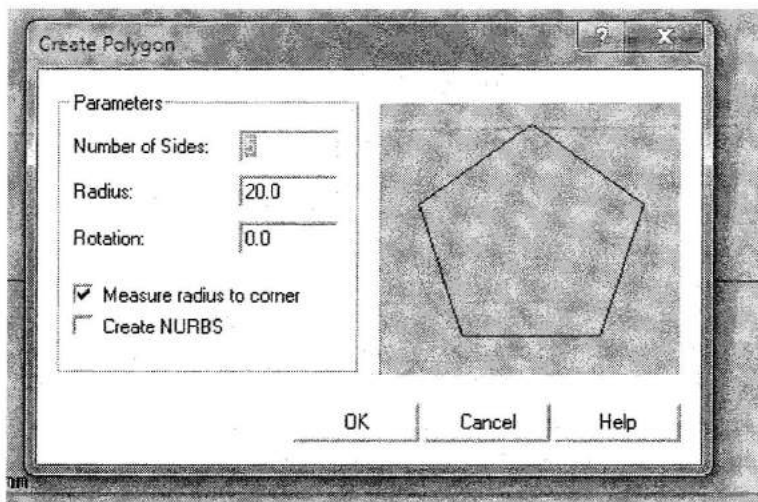 Create Polygon
Parameters
Number of Sides:
Radius: 20.0
Rotation: 0.0
Measure radius to corner
Create NURBS
OK Cancel Help